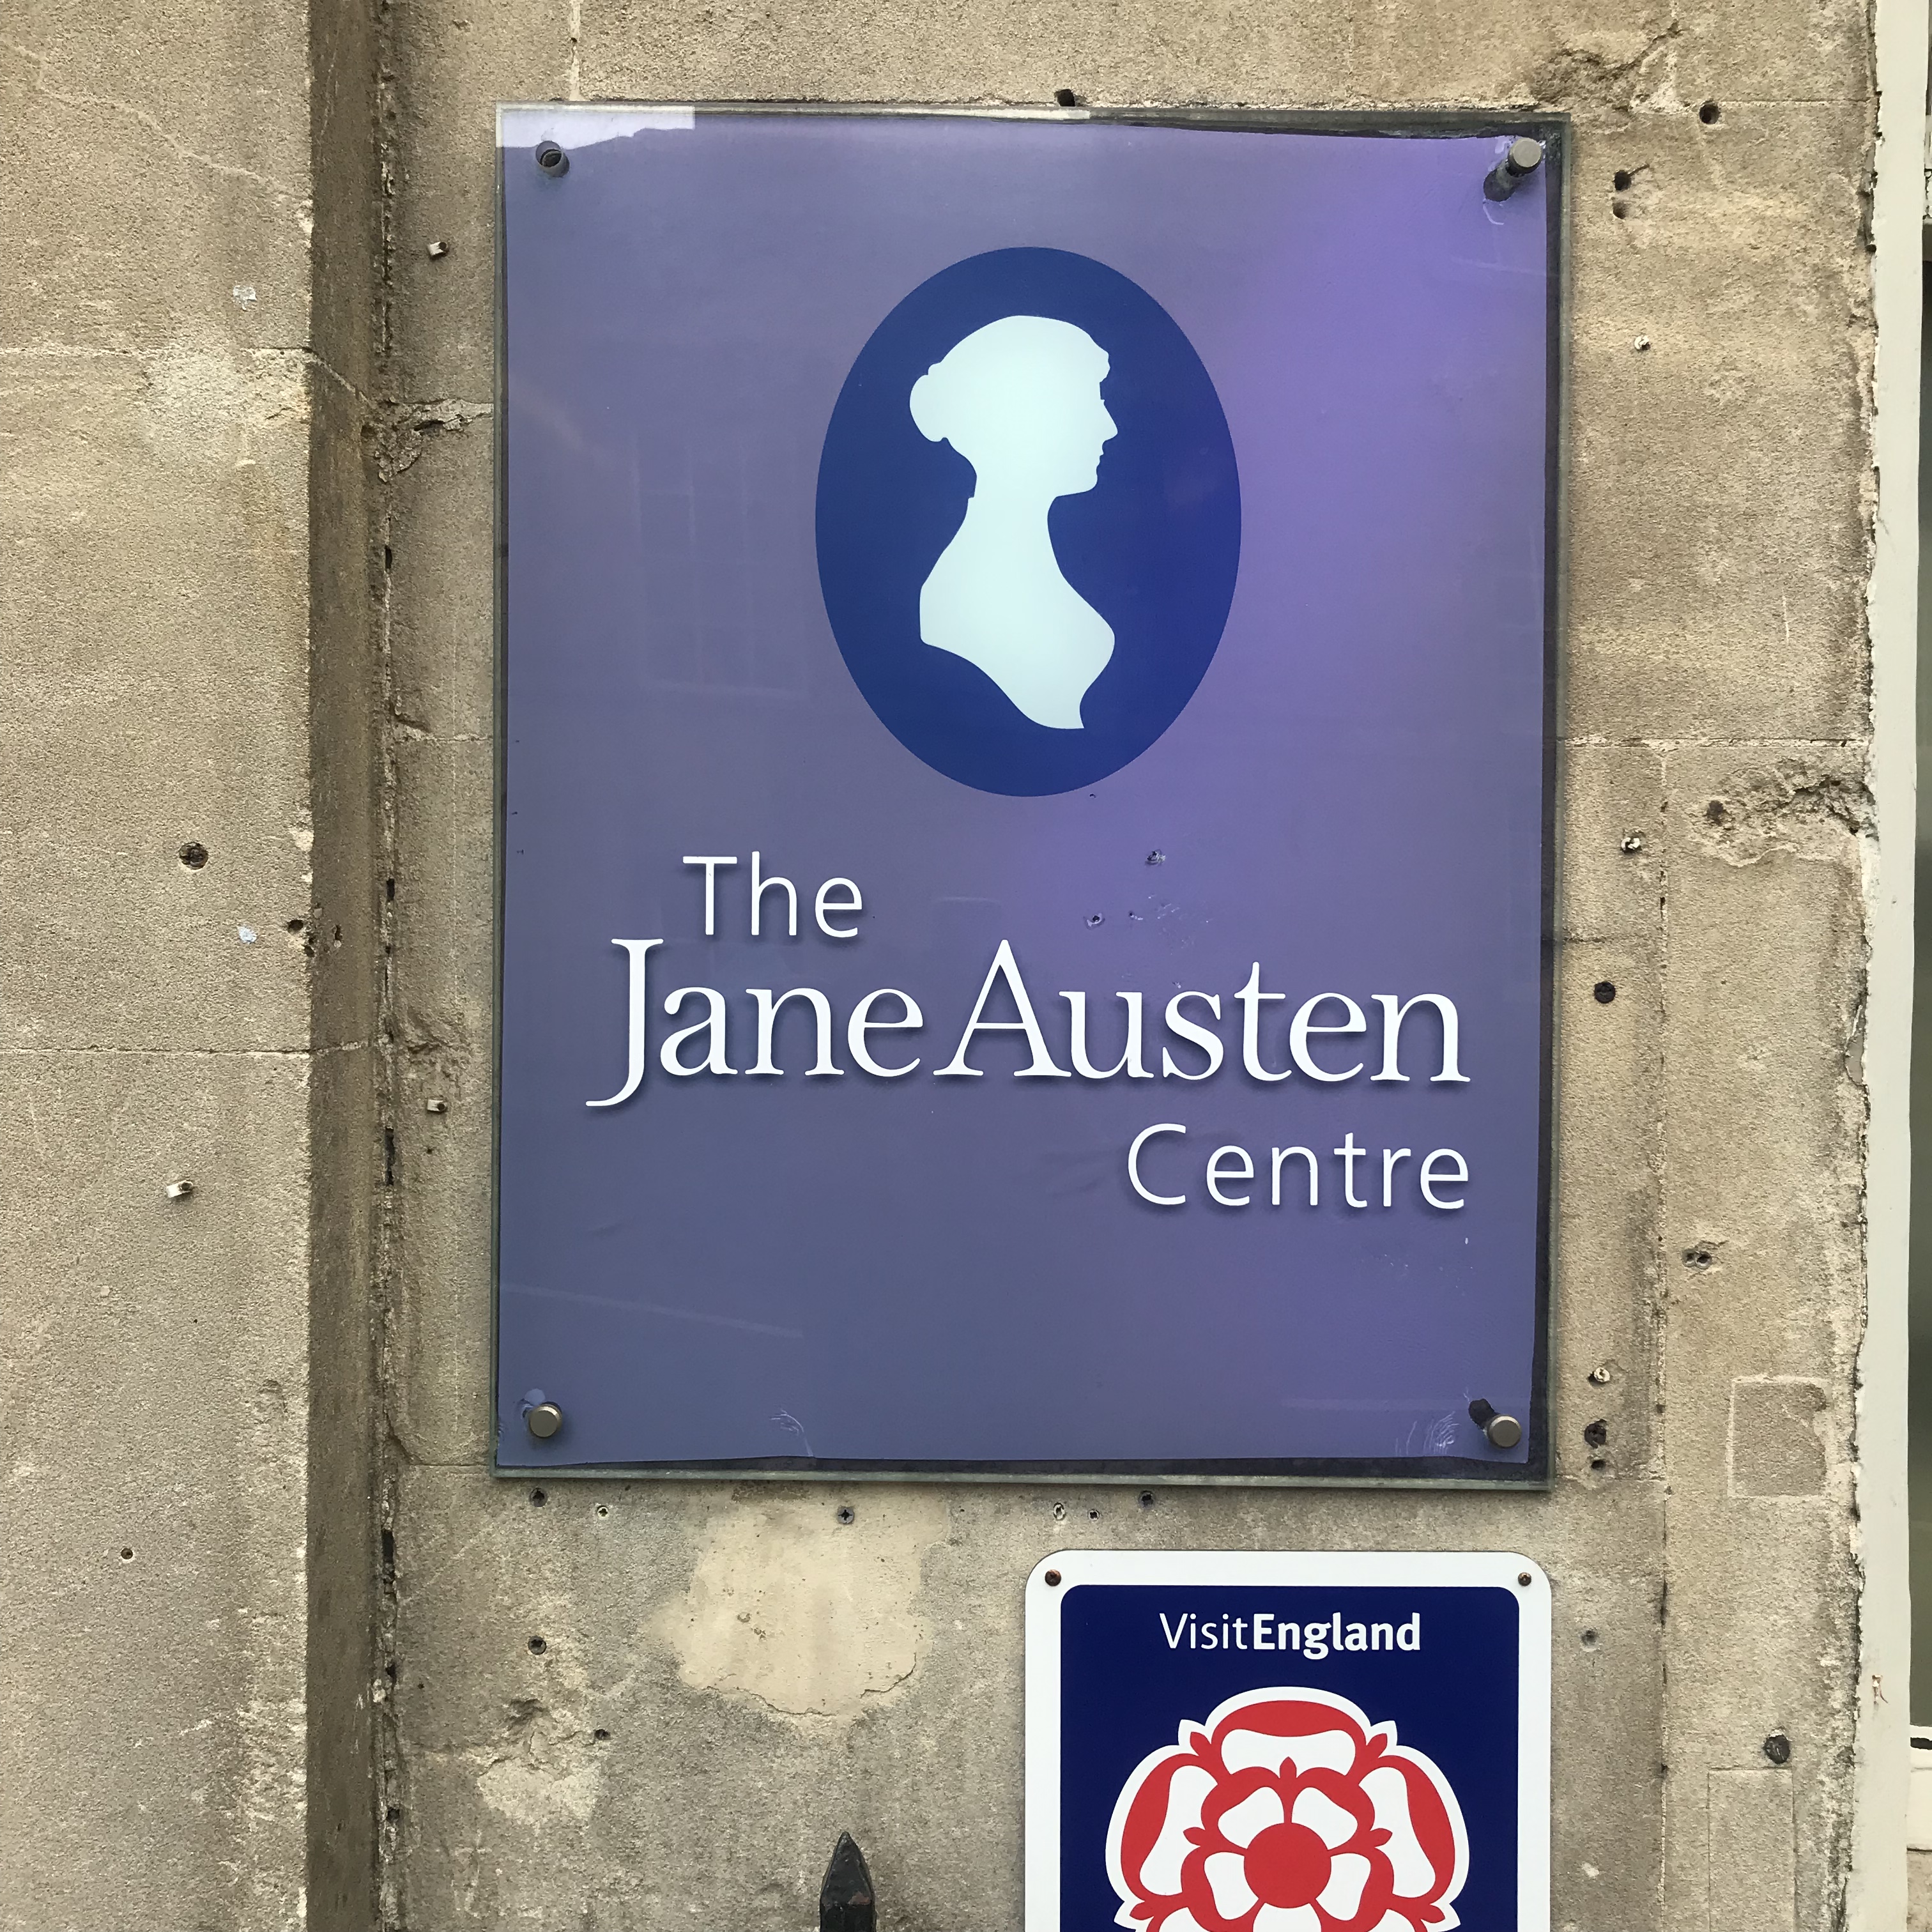 The
Jane Austen
Centre
VisitEngland